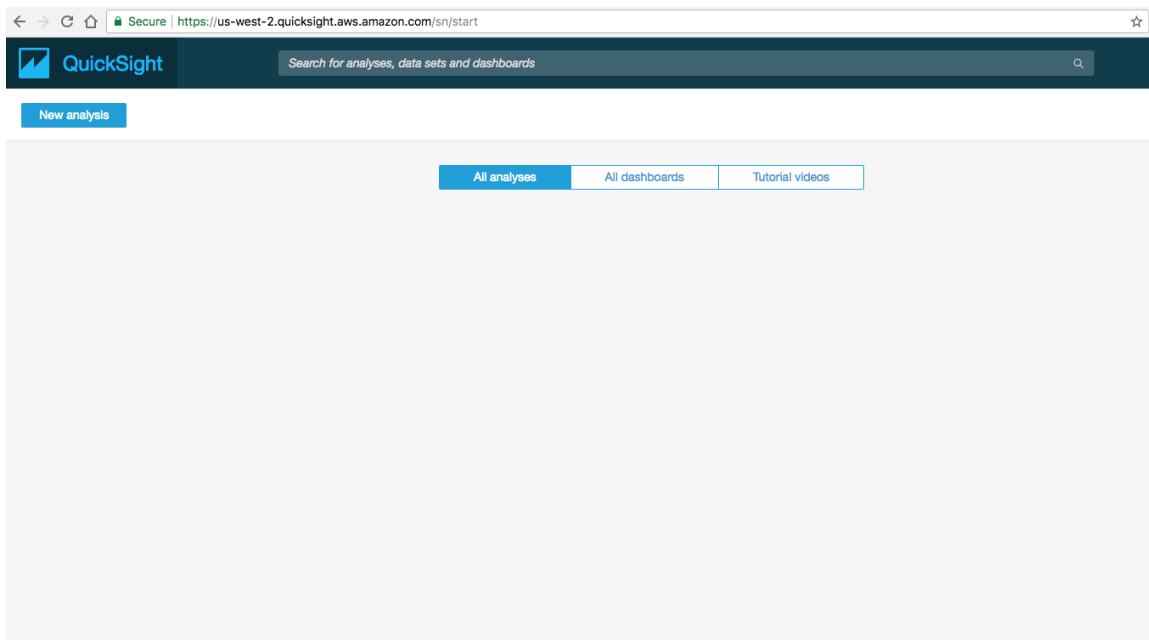 Secure https://us-west-2.quicksight.aws.amazon.com/sn/start
QuickSight Search for analyses, data sets and dashboards
New analysis
All analyses All dashboards Tutorial videos